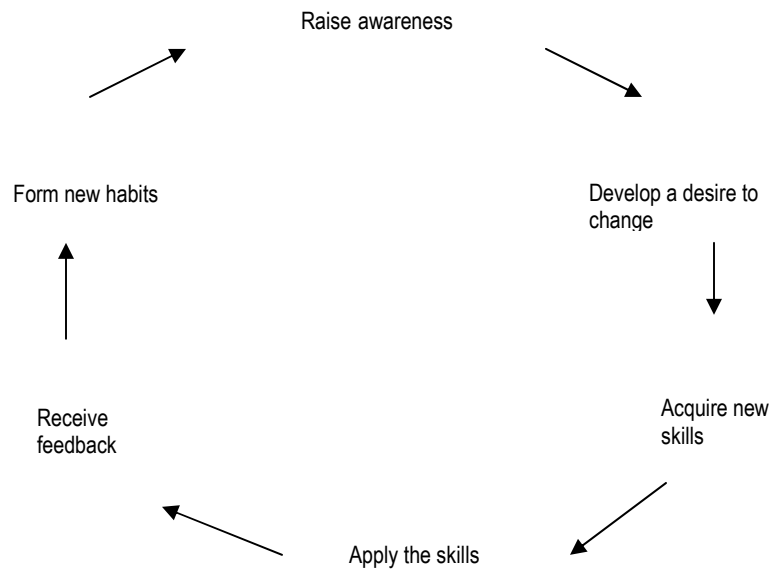 Raise awareness
Develop a desire to
change
Acquire new
skills
Apply the skills
Receive
feedback
Form new habits